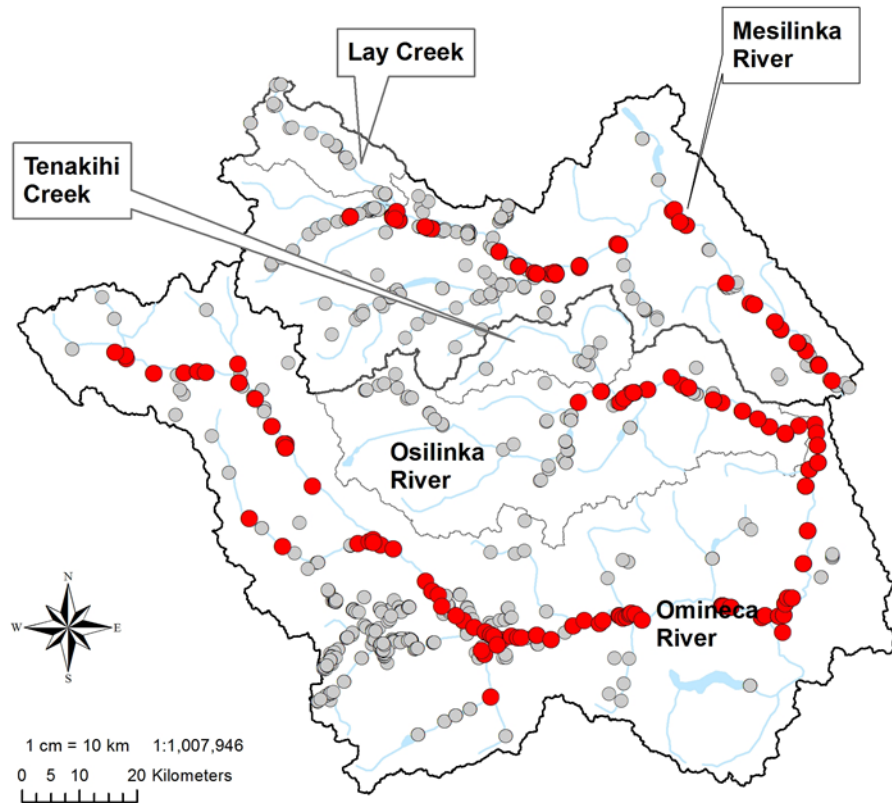 Lay Creek
Mesilinka
River
Tenakihi
Creek
Osilinka
River
Omineca
River
N
W
E
S
1 cm = 10 km 1:1,007,946
0 5 10 20 Kilometers